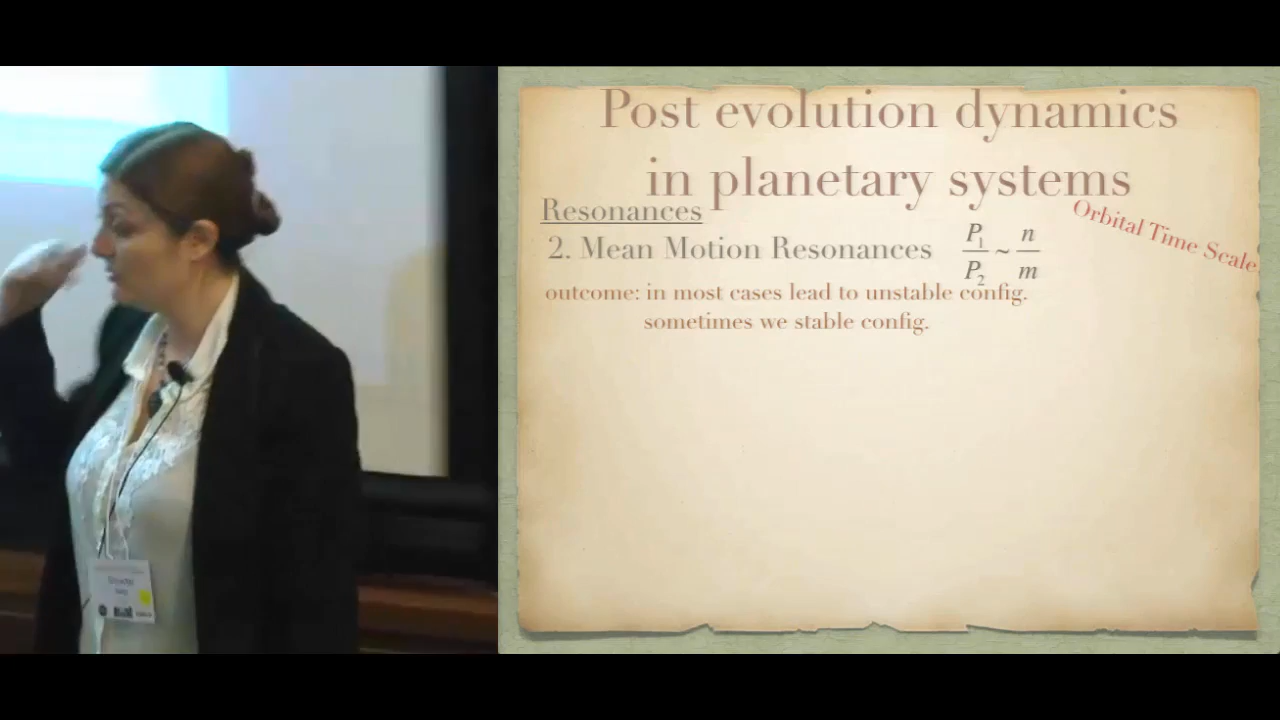 Post evolution dynamics
in planetary systems
Resonances
Orbital Time Scale
2. Mean Motion Resonances P₁/P₂ ~ n/m
outcome: in most cases lead to unstable config.
sometimes we stable config.